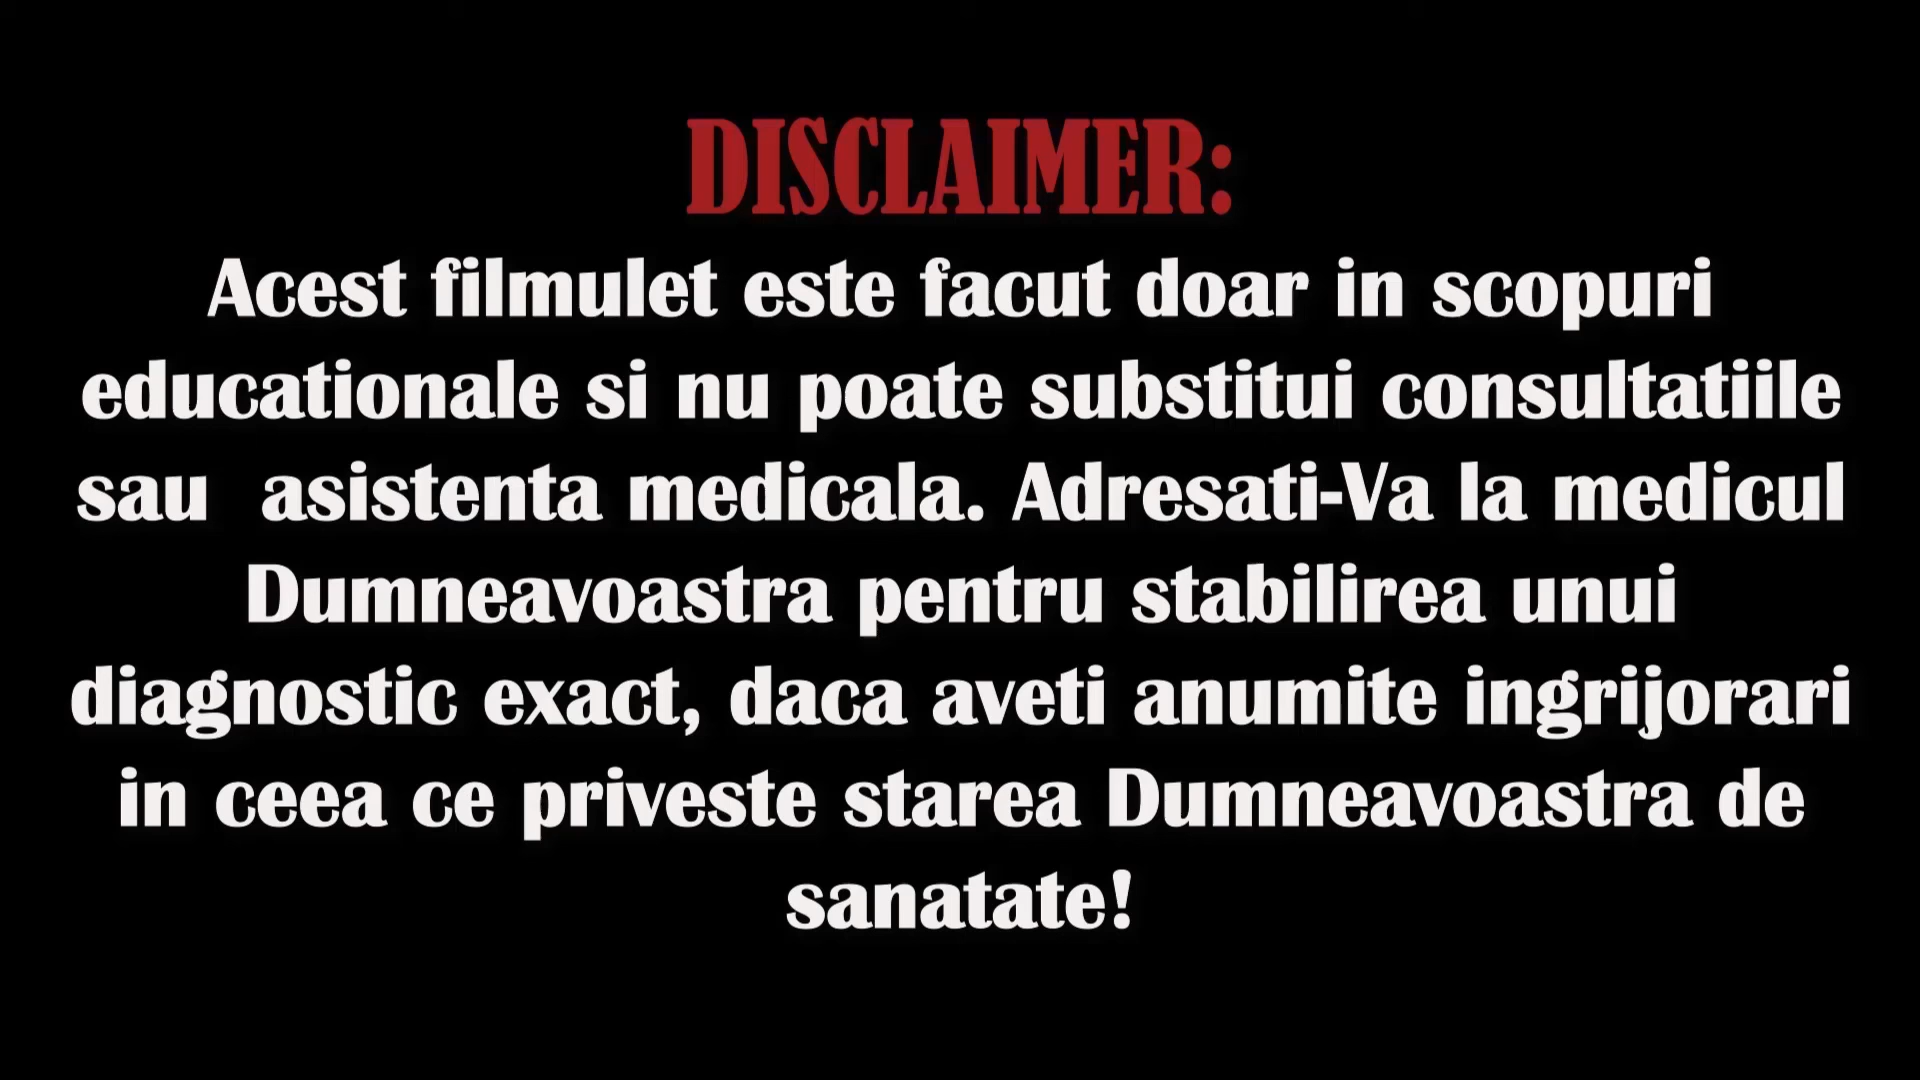 DISCLAIMER:
Acest filmulet este facut doar in scopuri
educationale si nu poate substitui consultatiile
sau  asistenta medicala. Adresati-Va la medicul
Dumneavoastra pentru stabilirea unui
diagnostic exact, daca aveti anumite ingrijorari
in ceea ce priveste starea Dumneavoastra de
sanatate!